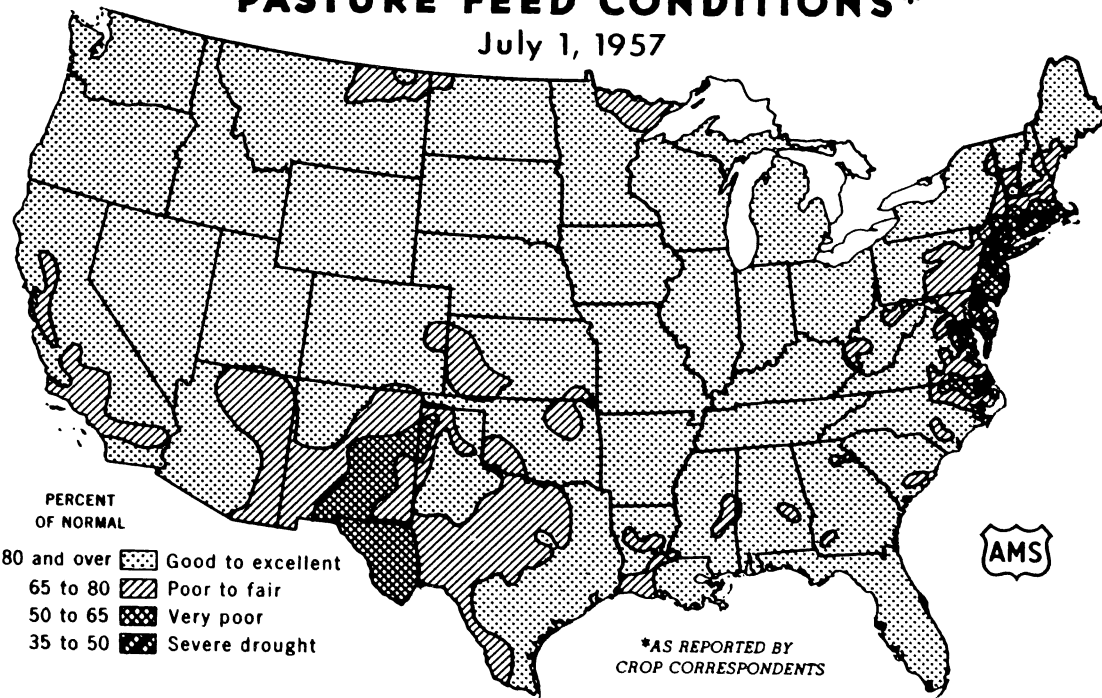 PASTURE FEED CONDITIONS*
July 1, 1957
PERCENT
OF NORMAL
80 and over Good to excellent
65 to 80 Poor to fair
50 to 65 Very poor
35 to 50 Severe drought
*AS REPORTED BY
CROP CORRESPONDENTS
AMS